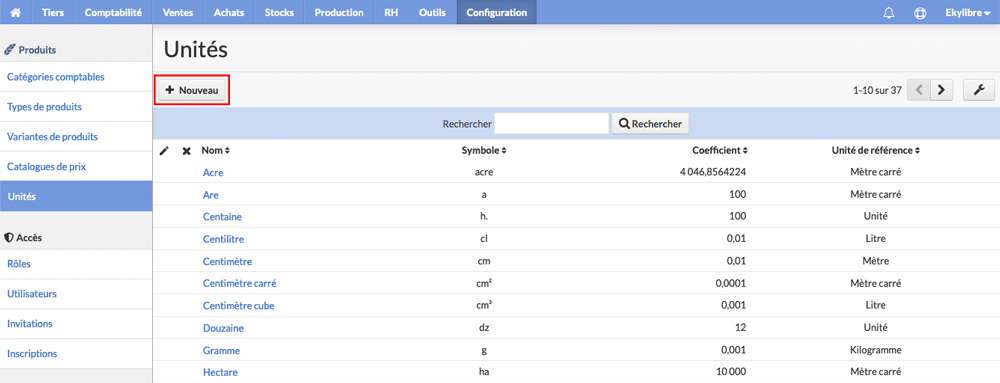 Tiers Comptabilité Ventes Achats Stocks Production RH Outils Configuration Ekylibre
Produits
Catégories comptables
Types de produits
Variantes de produits
Catalogues de prix
Unités
Accès
Rôles
Utilisateurs
Invitations
Inscriptions
Unités
Nouveau
1-10 sur 37
Rechercher Rechercher
Nom Symbole Coefficient Unité de référence
Acre acre 4 046,8564224 Mètre carré
Are a 100 Mètre carré
Centaine h. 100 Unité
Centilitre cl 0,01 Litre
Centimètre cm 0,01 Mètre
Centimètre carré cm² 0,0001 Mètre carré
Centimètre cube cm³ 0,001 Litre
Douzaine dz 12 Unité
Gramme g 0,001 Kilogramme
Hectare ha 10 000 Mètre carré